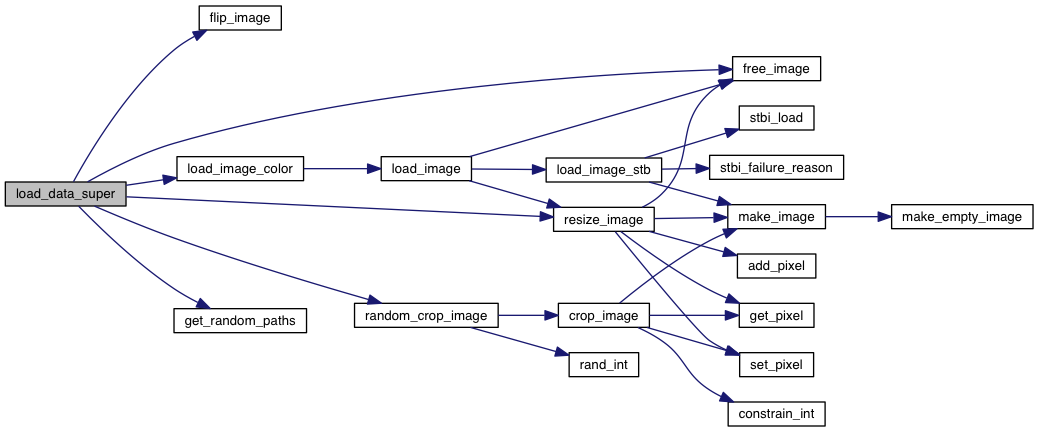 flip_image
free_image
stbi_load
load_image_color
load_image
load_image_stb
stbi_failure_reason
load_data_super
resize_image
make_image
make_empty_image
add_pixel
get_random_paths
random_crop_image
crop_image
get_pixel
rand_int
set_pixel
constrain_int